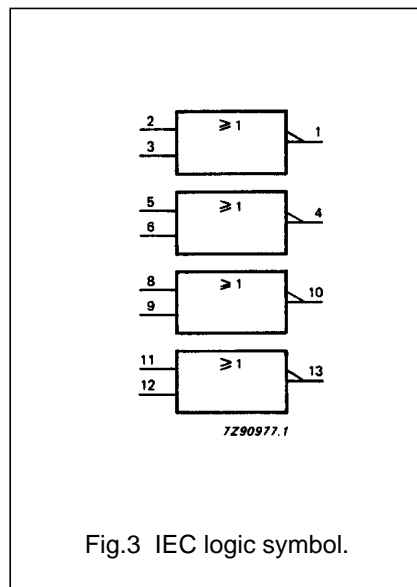 2 ≥ 1 1
3
5 ≥ 1 4
6
8 ≥ 1 10
9
11 ≥ 1 13
12
7Z90977.1
Fig.3 IEC logic symbol.